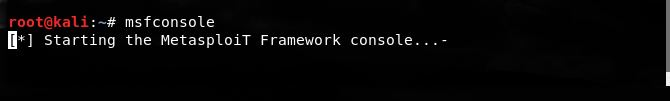 root@kali:~# msfconsole
[*] Starting the MetasploiT Framework console...-